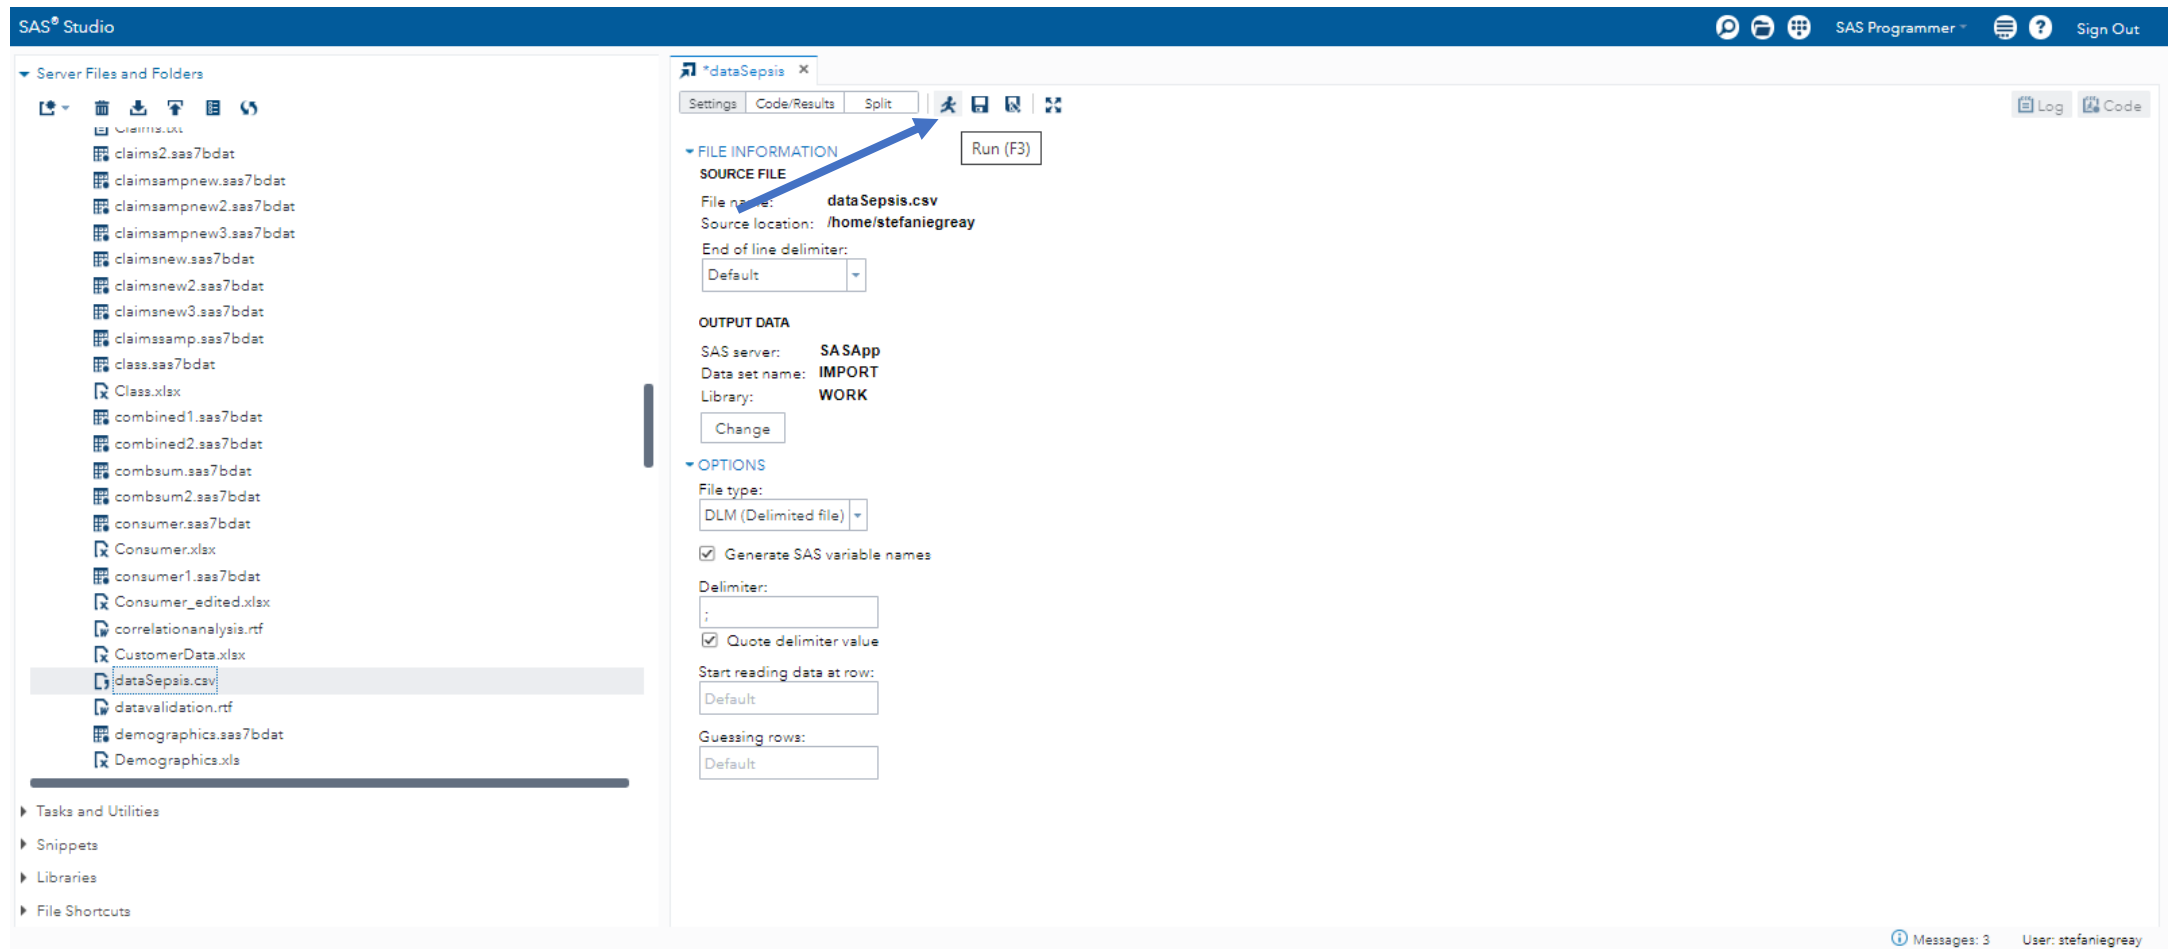 SAS® Studio
SAS Programmer
Sign Out
Server Files and Folders
Claims.txt
claims2.sas7bdat
claimsampnew.sas7bdat
claimsampnew2.sas7bdat
claimsampnew3.sas7bdat
claimsnew.sas7bdat
claimsnew2.sas7bdat
claimsnew3.sas7bdat
claimssamp.sas7bdat
class.sas7bdat
Class.xlsx
combined1.sas7bdat
combined2.sas7bdat
combsum.sas7bdat
combsum2.sas7bdat
consumer.sas7bdat
Consumer.xlsx
consumer1.sas7bdat
Consumer_edited.xlsx
correlationanalysis.rtf
CustomerData.xlsx
dataSepsis.csv
datavalidation.rtf
demographics.sas7bdat
Demographics.xls
Tasks and Utilities
Snippets
Libraries
File Shortcuts
*dataSepsis
Settings Code/Results Split
Log Code
Run (F3)
FILE INFORMATION
SOURCE FILE
File name: dataSepsis.csv
Source location: /home/stefaniegreay
End of line delimiter:
Default
OUTPUT DATA
SAS server: SASApp
Data set name: IMPORT
Library: WORK
Change
OPTIONS
File type:
DLM (Delimited file)
Generate SAS variable names
Delimiter:
;
Quote delimiter value
Start reading data at row:
Default
Guessing rows:
Default
Messages: 3 User: stefaniegreay